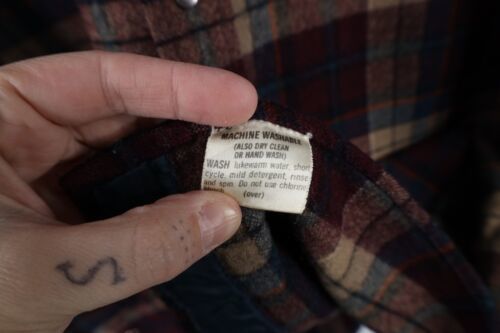 MACHINE WASHABLE
(ALSO DRY CLEAN
OR HAND WASH)
WASH lukewarm water, short
cycle, mild detergent, rinse
and spin. Do not use chlorine
(over)